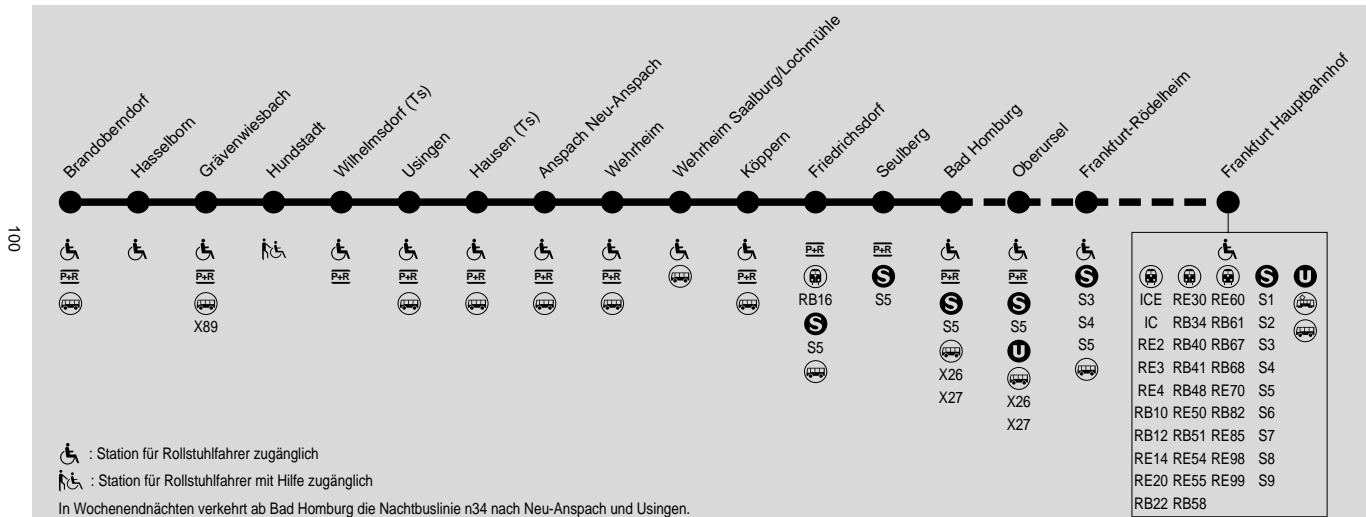 100
Brandoberndorf
Hasselborn
Grävenwiesbach
Hundstadt
Wilhelmsdorf (Ts)
Usingen
Hausen (Ts)
Anspach Neu-Anspach
Wehrheim
Wehrheim Saalburg/Lochmühle
Köppern
Friedrichsdorf
Seulberg
Bad Homburg
Oberursel
Frankfurt-Rödelheim
Frankfurt Hauptbahnhof
P+R
P+R
X89
P+R
P+R
P+R
P+R
P+R
P+R
P+R
RB16
S
S5
P+R
S
S5
P+R
S
S5
X26
X27
P+R
S
S5
U
X26
X27
S
S3
S4
S5
S U
ICE RE30 RE60 S1
IC RB34 RB61 S2
RE2 RB40 RB67 S3
RE3 RB41 RB68 S4
RE4 RB48 RE70 S5
RB10 RE50 RB82 S6
RB12 RB51 RE85 S7
RE14 RE54 RE98 S8
RE20 RE55 RE99 S9
RB22 RB58
: Station für Rollstuhlfahrer zugänglich
: Station für Rollstuhlfahrer mit Hilfe zugänglich
In Wochenendnächten verkehrt ab Bad Homburg die Nachtbuslinie n34 nach Neu-Anspach und Usingen.